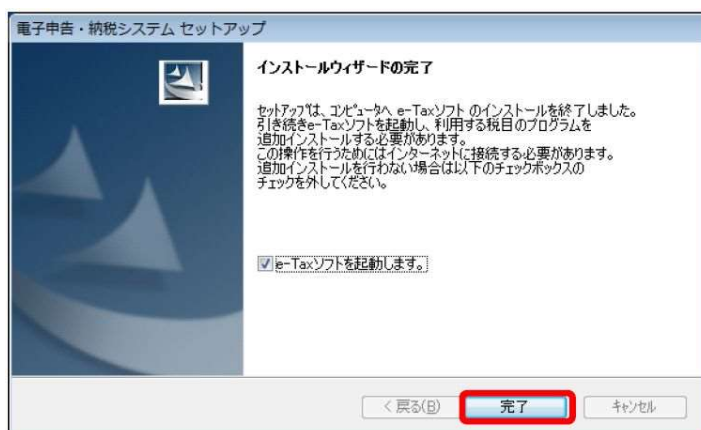 電子申告・納税システム セットアップ
インストールウィザードの完了
セットアップは、コンピュータへ e-Taxソフト のインストールを終了しました。
引き続きe-Taxソフトを起動し、利用する税目のプログラムを
追加インストールする必要があります。
この操作を行うためにはインターネットに接続する必要があります。
追加インストールを行わない場合は以下のチェックボックスの
チェックを外してください。
e-Taxソフトを起動します。
< 戻る(B)
完了
キャンセル